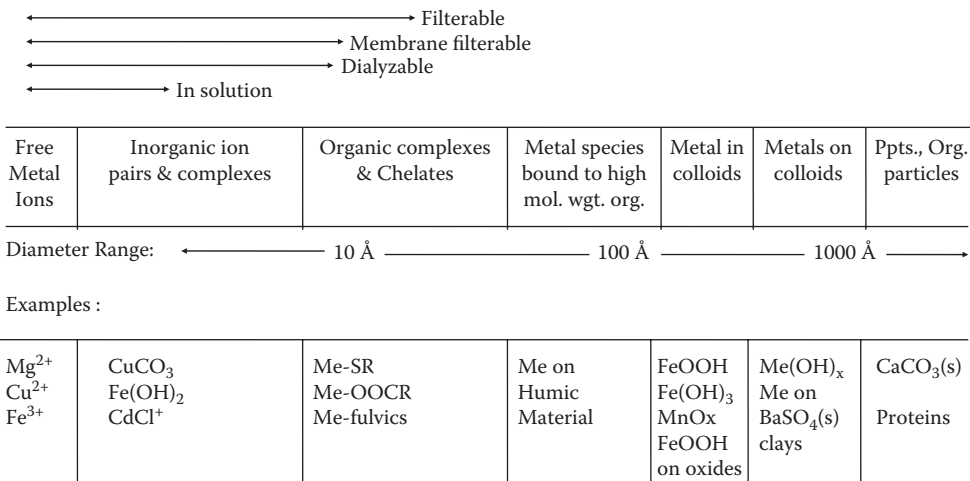 Filterable
Membrane filterable
Dialyzable
In solution
Free Metal Ions | Inorganic ion pairs & complexes | Organic complexes & Chelates | Metal species bound to high mol. wgt. org. | Metal in colloids | Metals on colloids | Ppts., Org. particles
Diameter Range: 10 Å 100 Å 1000 Å
Examples :
Mg²⁺ CuCO₃ Me-SR Me on FeOOH Me(OH)ₓ CaCO₃(s)
Cu²⁺ Fe(OH)₂ Me-OOCR Humic Fe(OH)₃ Me on
Fe³⁺ CdCl⁺ Me-fulvics Material MnOx BaSO₄(s) Proteins
FeOOH clays
on oxides